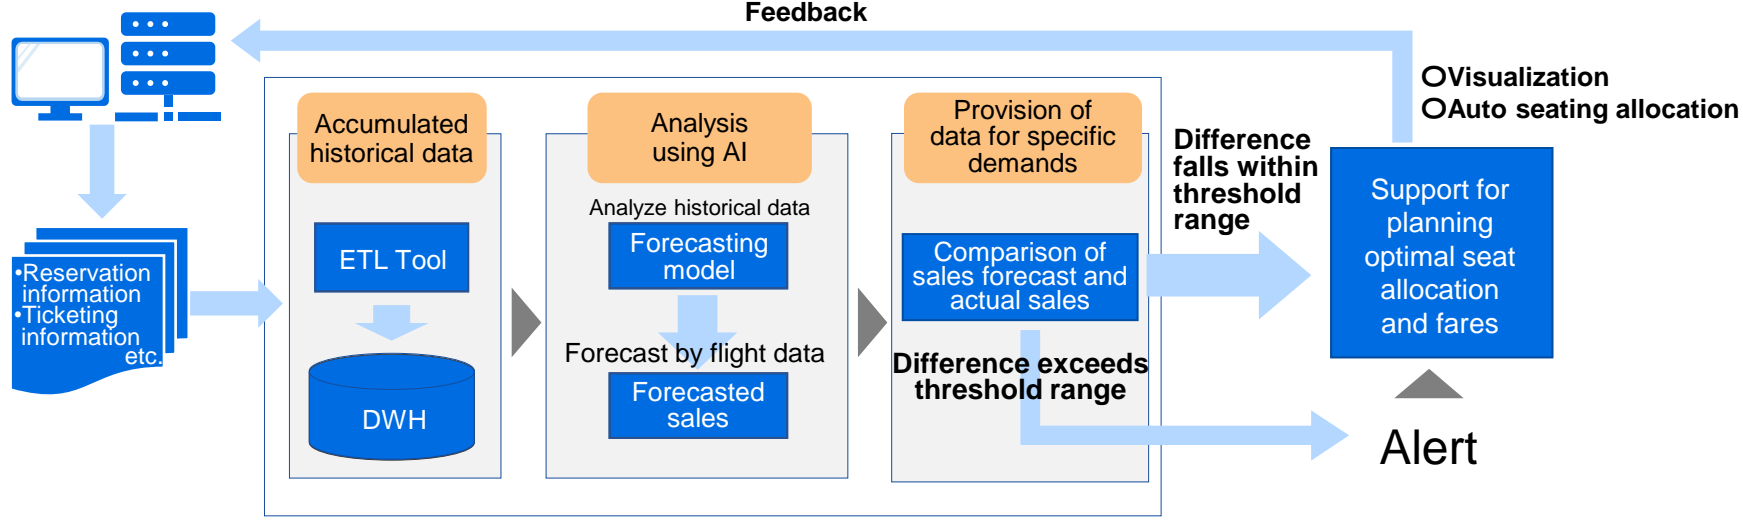 Feedback
○Visualization
○Auto seating allocation
Accumulated
historical data
Analysis
using AI
Provision of
data for specific
demands
Difference
falls within
threshold
range
Support for
planning
optimal seat
allocation
and fares
•Reservation
information
•Ticketing
information
etc.
ETL Tool
DWH
Analyze historical data
Forecasting
model
Forecast by flight data
Forecasted
sales
Comparison of
sales forecast and
actual sales
Difference exceeds
threshold range
Alert